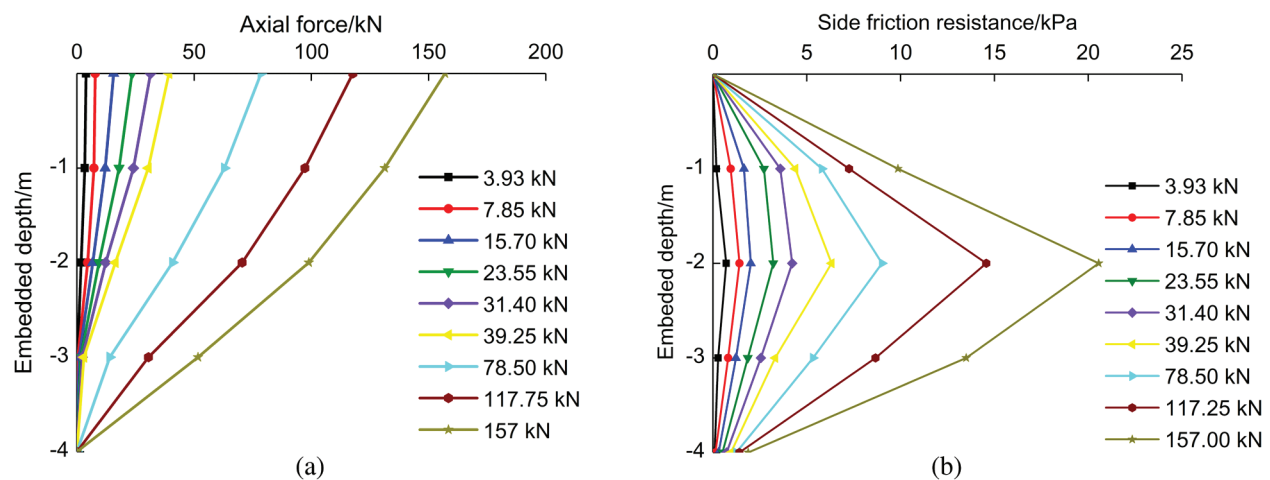 Axial force/kN
0 50 100 150 200
Embedded depth/m
-1
-2
-3
-4
3.93 kN
7.85 kN
15.70 kN
23.55 kN
31.40 kN
39.25 kN
78.50 kN
117.75 kN
157 kN
(a)
Side friction resistance/kPa
0 5 10 15 20 25
Embeded depth/m
-1
-2
-3
-4
3.93 kN
7.85 kN
15.70 kN
23.55 kN
31.40 kN
39.25 kN
78.50 kN
117.25 kN
157.00 kN
(b)